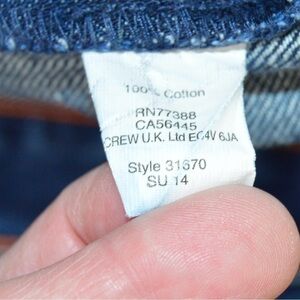 100% Cotton
RN77388
CA56445
CREW U.K. Ltd EC4V 6JA
Style 31670
SU 14